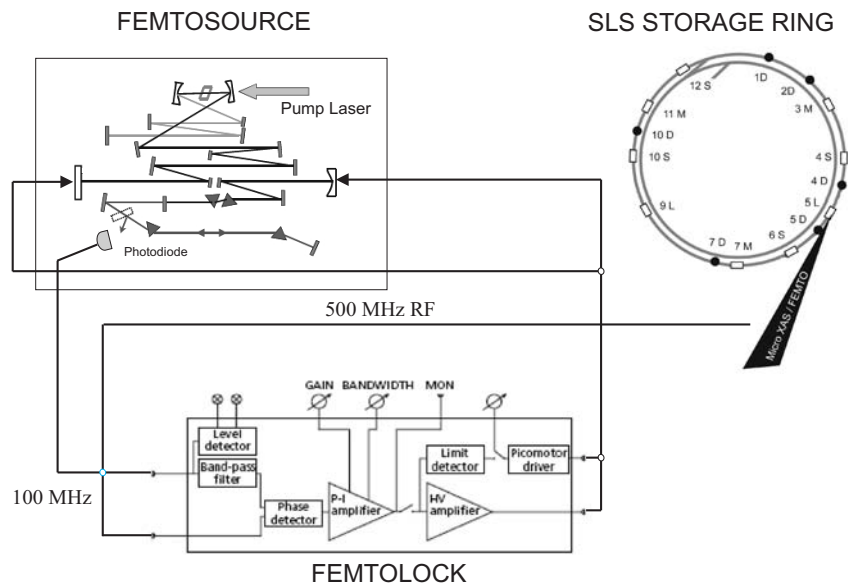 FEMTOSOURCE
SLS STORAGE RING
Pump Laser
Photodiode
1D
2D
3 M
4 S
4 D
5 L
5 D
6 S
7 M
7 D
9 L
10 S
10 D
11 M
12 S
Micro XAS / FEMTO
500 MHz RF
100 MHz
GAIN
BANDWIDTH
MON
Level
detector
Band-pass
filter
Phase
detector
P-I
amplifier
Limit
detector
HV
amplifier
Picomotor
driver
FEMTOLOCK